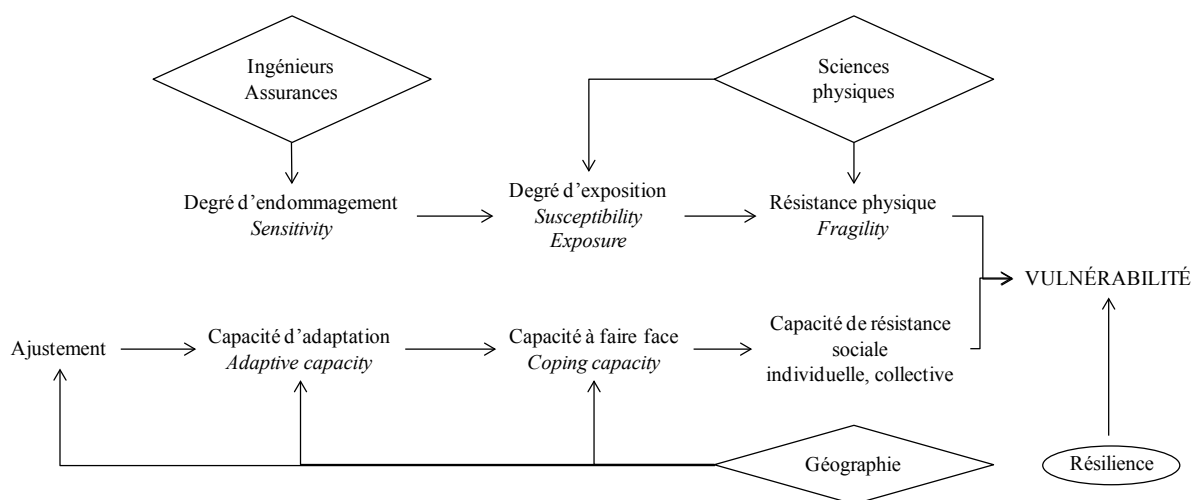 Ingénieurs
Assurances
Sciences
physiques
Degré d'endommagement
Sensitivity
Degré d'exposition
Susceptibility
Exposure
Résistance physique
Fragility
VULNÉRABILITÉ
Ajustement
Capacité d'adaptation
Adaptive capacity
Capacité à faire face
Coping capacity
Capacité de résistance
sociale
individuelle, collective
Géographie
Résilience